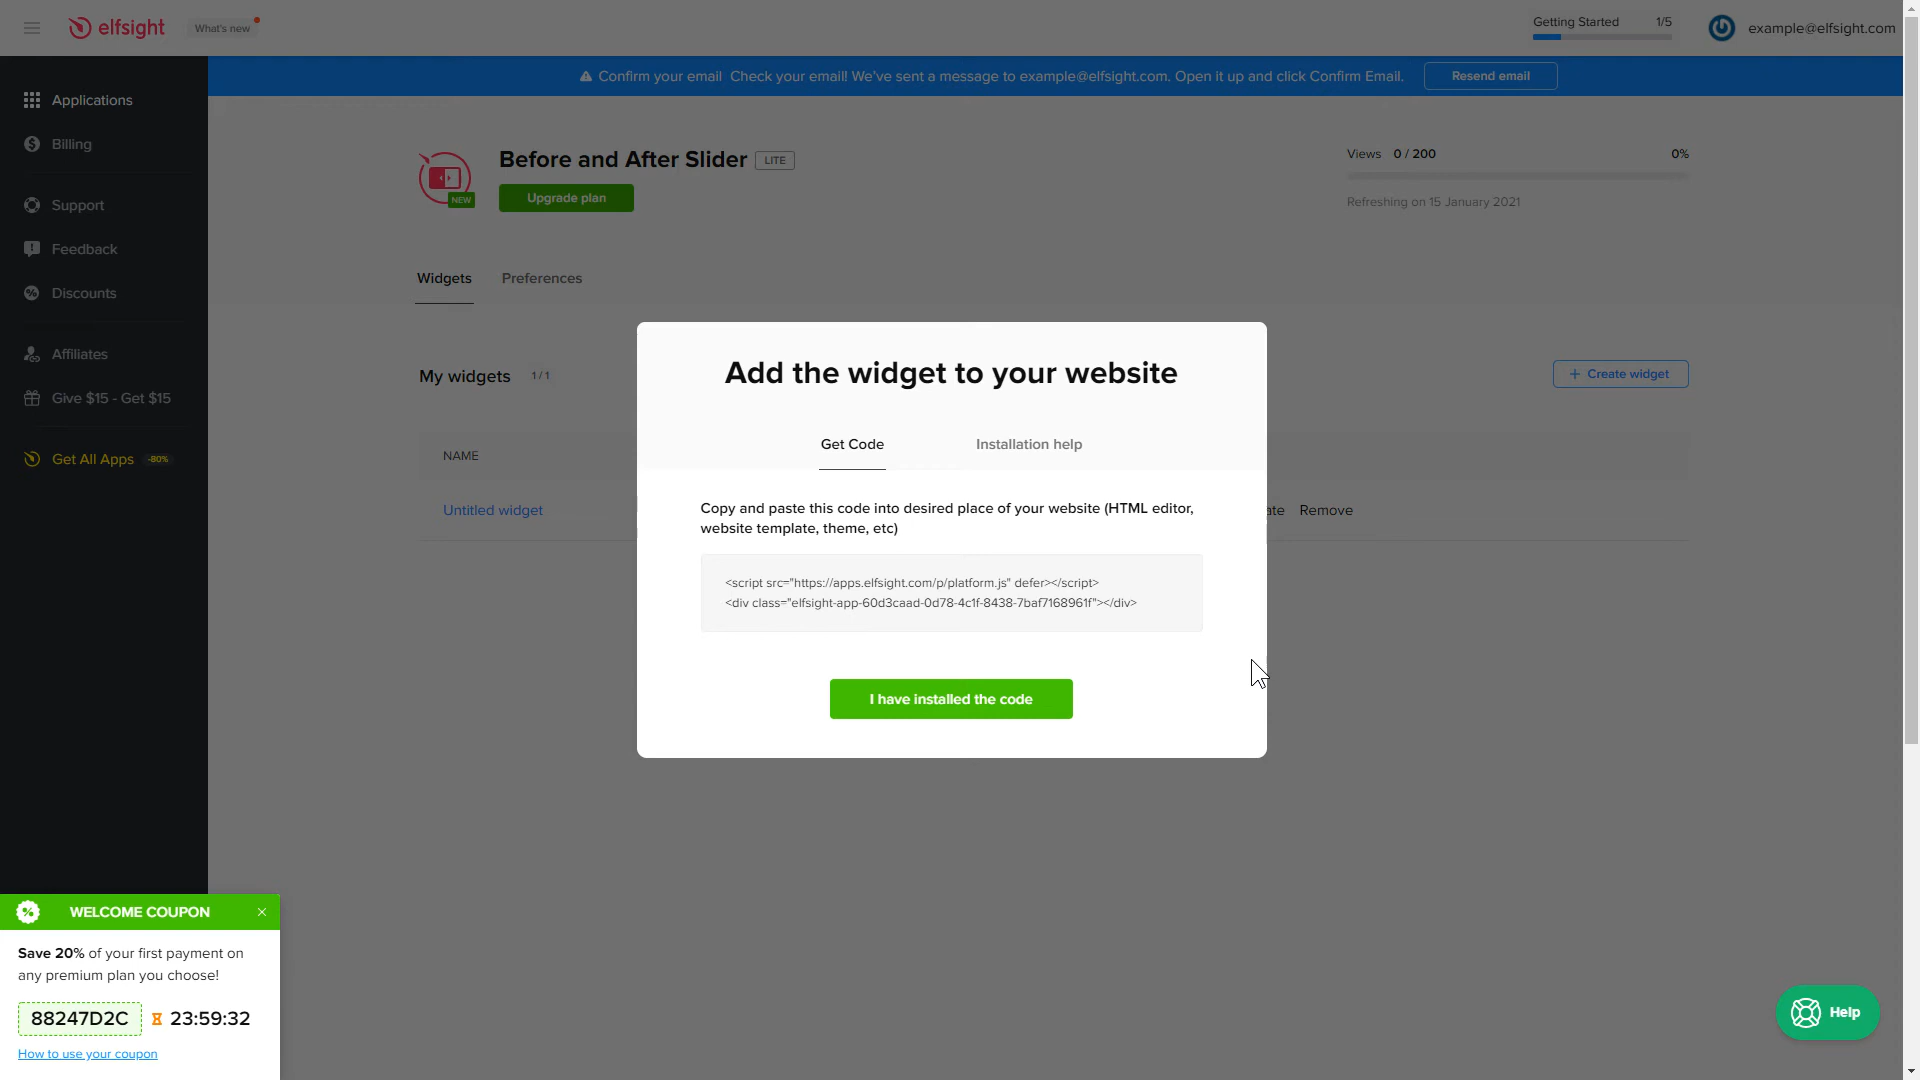 elfsight
What's new
Getting Started 1/5
example@elfsight.com
Confirm your email Check your email! We've sent a message to example@elfsight.com. Open it up and click Confirm Email.
Resend email
Applications
Billing
Support
Feedback
Discounts
Affiliates
Give $15 - Get $15
Get All Apps -80%
NEW
Before and After Slider LITE
Upgrade plan
Views 0 / 200 0%
Refreshing on 15 January 2021
Widgets Preferences
My widgets 1 / 1
+ Create widget
NAME
Untitled widget
ate Remove
Add the widget to your website
Get Code Installation help
Copy and paste this code into desired place of your website (HTML editor,
website template, theme, etc)
<script src="https://apps.elfsight.com/p/platform.js" defer></script>
<div class="elfsight-app-60d3caad-0d78-4c1f-8438-7baf7168961f"></div>
I have installed the code
WELCOME COUPON
Save 20% of your first payment on
any premium plan you choose!
88247D2C 23:59:32
How to use your coupon
Help